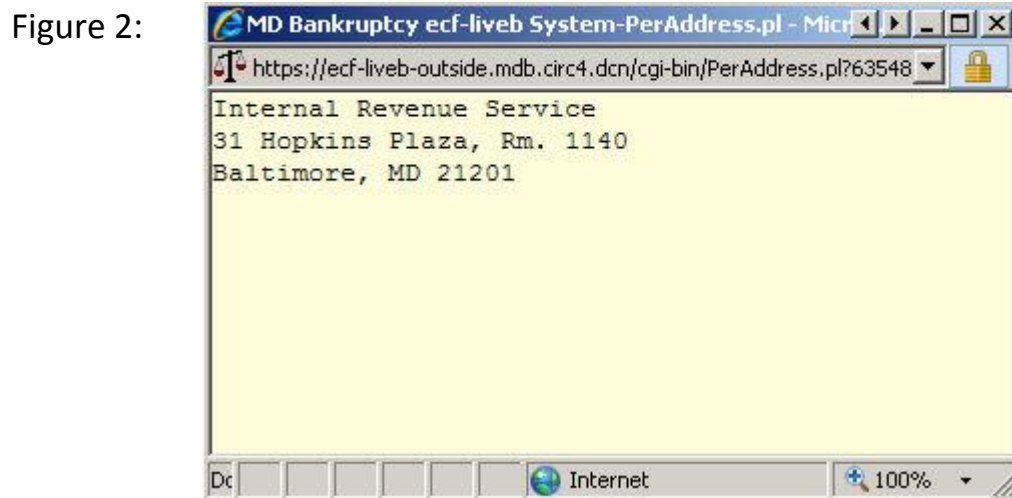 Figure 2:
MD Bankruptcy ecf-liveb System-PerAddress.pl - Micr
https://ecf-liveb-outside.mdb.circ4.dcn/cgi-bin/PerAddress.pl?63548
Internal Revenue Service
31 Hopkins Plaza, Rm. 1140
Baltimore, MD 21201
Dc Internet 100%